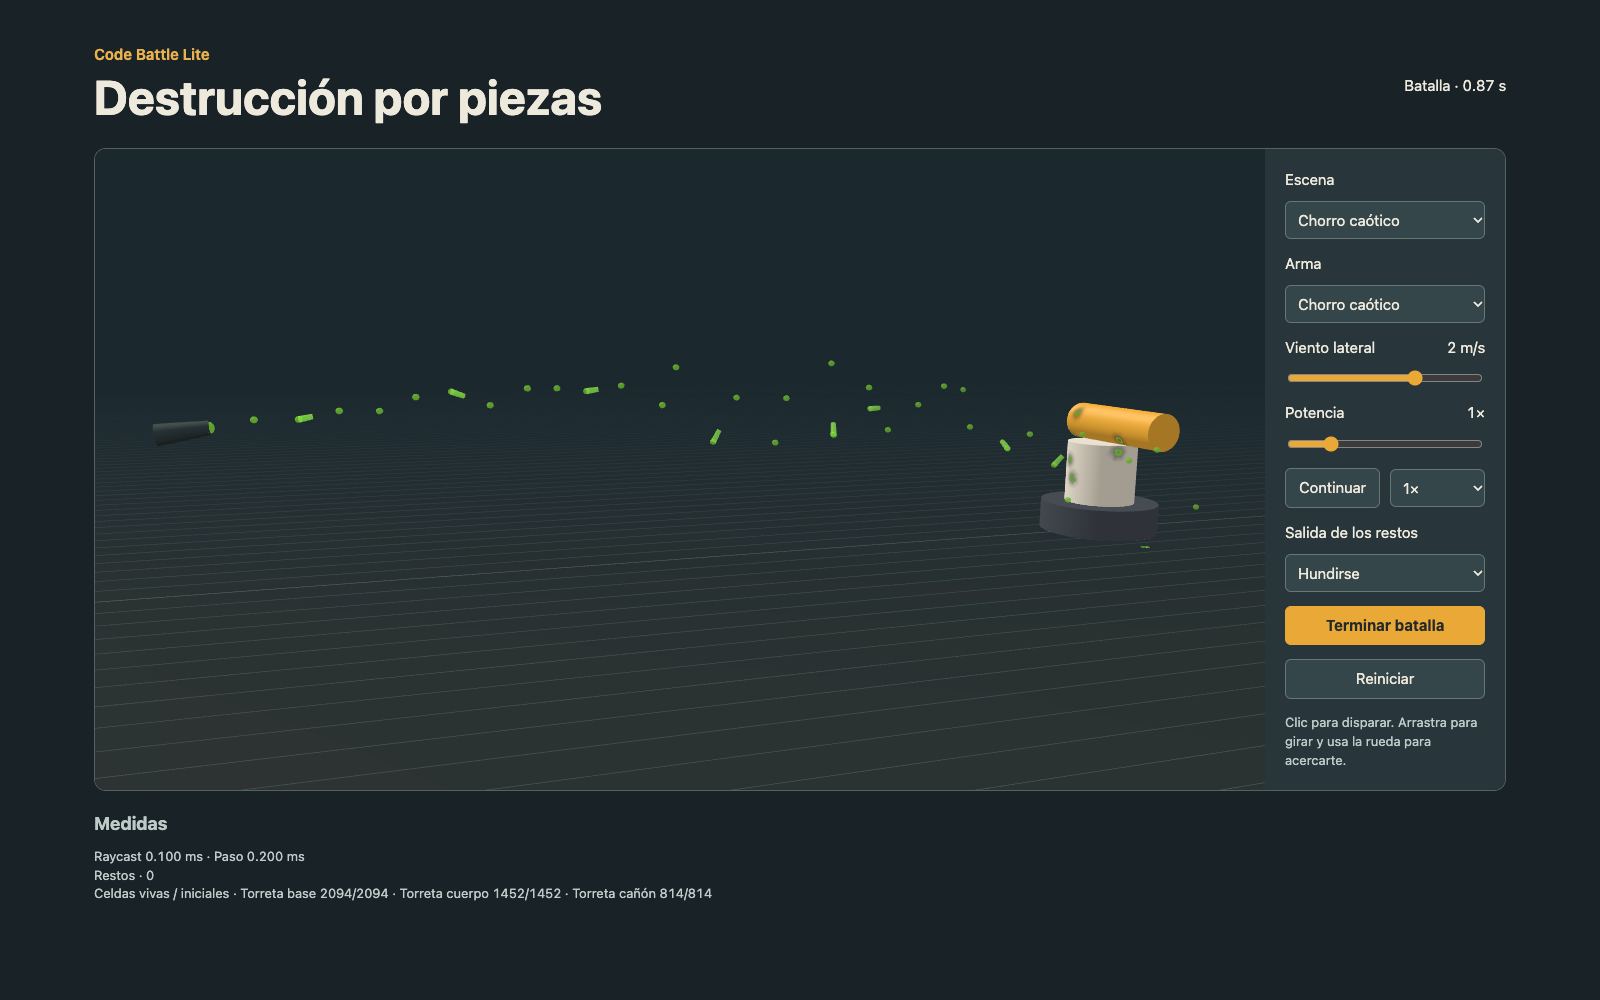 Code Battle Lite
Destrucción por piezas
Batalla · 0.87 s
Escena
Chorro caótico
Arma
Chorro caótico
Viento lateral 2 m/s
Potencia 1×
Continuar 1×
Salida de los restos
Hundirse
Terminar batalla
Reiniciar
Clic para disparar. Arrastra para
girar y usa la rueda para
acercarte.
Medidas
Raycast 0.100 ms · Paso 0.200 ms
Restos · 0
Celdas vivas / iniciales · Torreta base 2094/2094 · Torreta cuerpo 1452/1452 · Torreta cañón 814/814